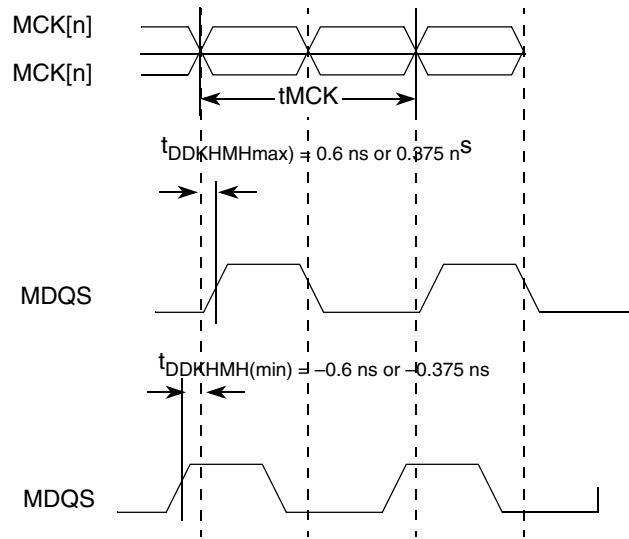 MCK[n]
MCK[n]
tMCK
tDDKHMHmax) = 0.6 ns or 0.375 ns
MDQS
tDDKHMH(min) = –0.6 ns or –0.375 ns
MDQS